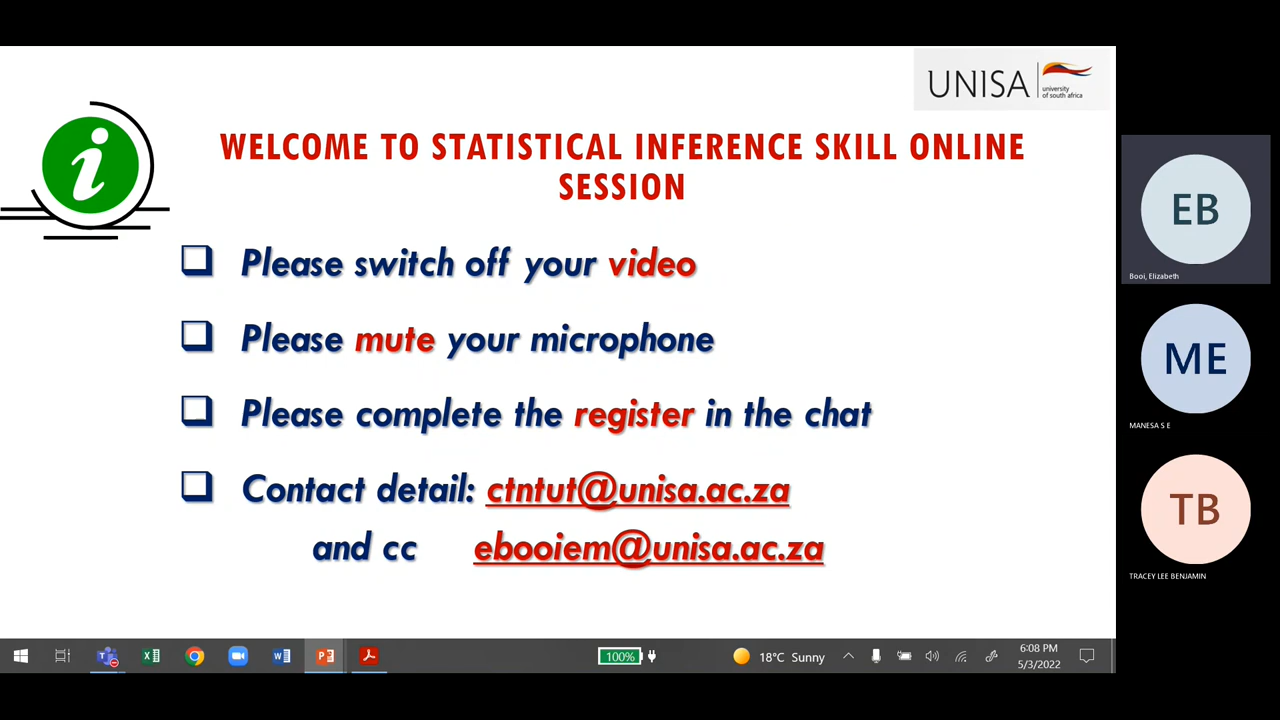 UNISA
university
of south africa
i
WELCOME TO STATISTICAL INFERENCE SKILL ONLINE
SESSION
Please switch off your video
Please mute your microphone
Please complete the register in the chat
Contact detail: ctntut@unisa.ac.za
and cc ebooiem@unisa.ac.za
EB
Booi, Elizabeth
ME
MANESA S E
TB
TRACEY LEE BENJAMIN
100%
18°C Sunny
6:08 PM
5/3/2022